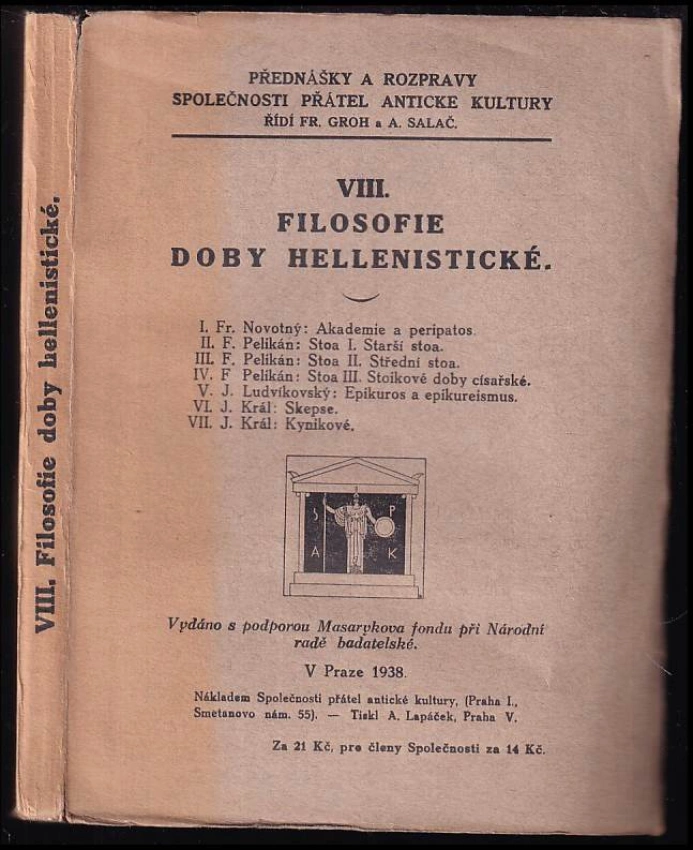 VIII. Filosofie doby hellenistické.
PŘEDNÁŠKY A ROZPRAVY
SPOLEČNOSTI PŘÁTEL ANTICKE KULTURY
ŘÍDÍ FR. GROH a A. SALAČ.
VIII.
FILOSOFIE
DOBY HELLENISTICKÉ.
I. Fr. Novotný: Akademie a peripatos.
II. F. Pelikán: Stoa I. Starší stoa.
III. F. Pelikán: Stoa II. Střední stoa.
IV. F Pelikán: Stoa III. Stoikové doby císařské.
V. J. Ludvíkovský: Epikuros a epikureismus.
VI. J. Král: Skepse.
VII. J. Král: Kynikové.
S P
A K
Vydáno s podporou Masarykova fondu při Národní
radě badatelské.
V Praze 1938.
Nákladem Společnosti přátel antické kultury, (Praha I.,
Smetanovo nám. 55). — Tiskl A. Lapáček, Praha V.
Za 21 Kč, pro členy Společnosti za 14 Kč.